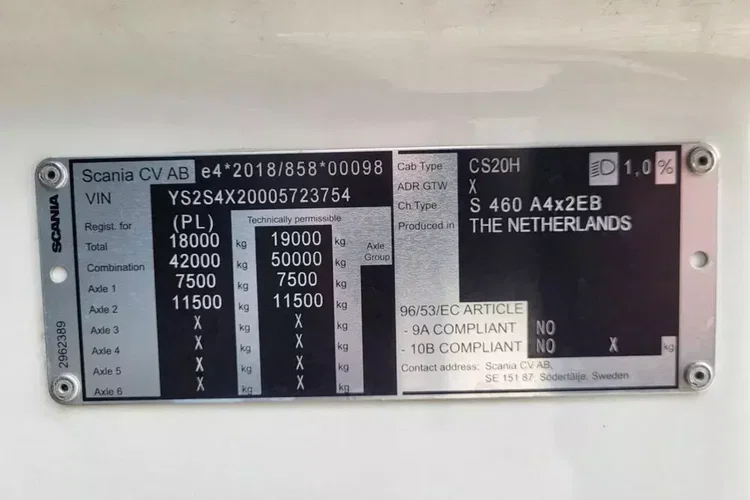 Scania CV AB e4*2018/858*00098
VIN YS2S4X20005723754
Regist. for (PL) Technically permissible
Total 18000 kg 19000 kg Axle Group
Combination 42000 kg 50000 kg
Axle 1 7500 kg 7500 kg
Axle 2 11500 kg 11500 kg
Axle 3 X kg X kg
Axle 4 X kg X kg
Axle 5 X kg X kg
Axle 6 X kg X kg
SCANIA
2962389
Cab Type CS20H 1,0 %
ADR GTW X
Ch.Type S 460 A4x2EB
Produced in THE NETHERLANDS
96/53/EC ARTICLE
- 9A COMPLIANT NO
- 10B COMPLIANT NO X kg
Contact address: Scania CV AB,
SE 151 87, Södertälje, Sweden